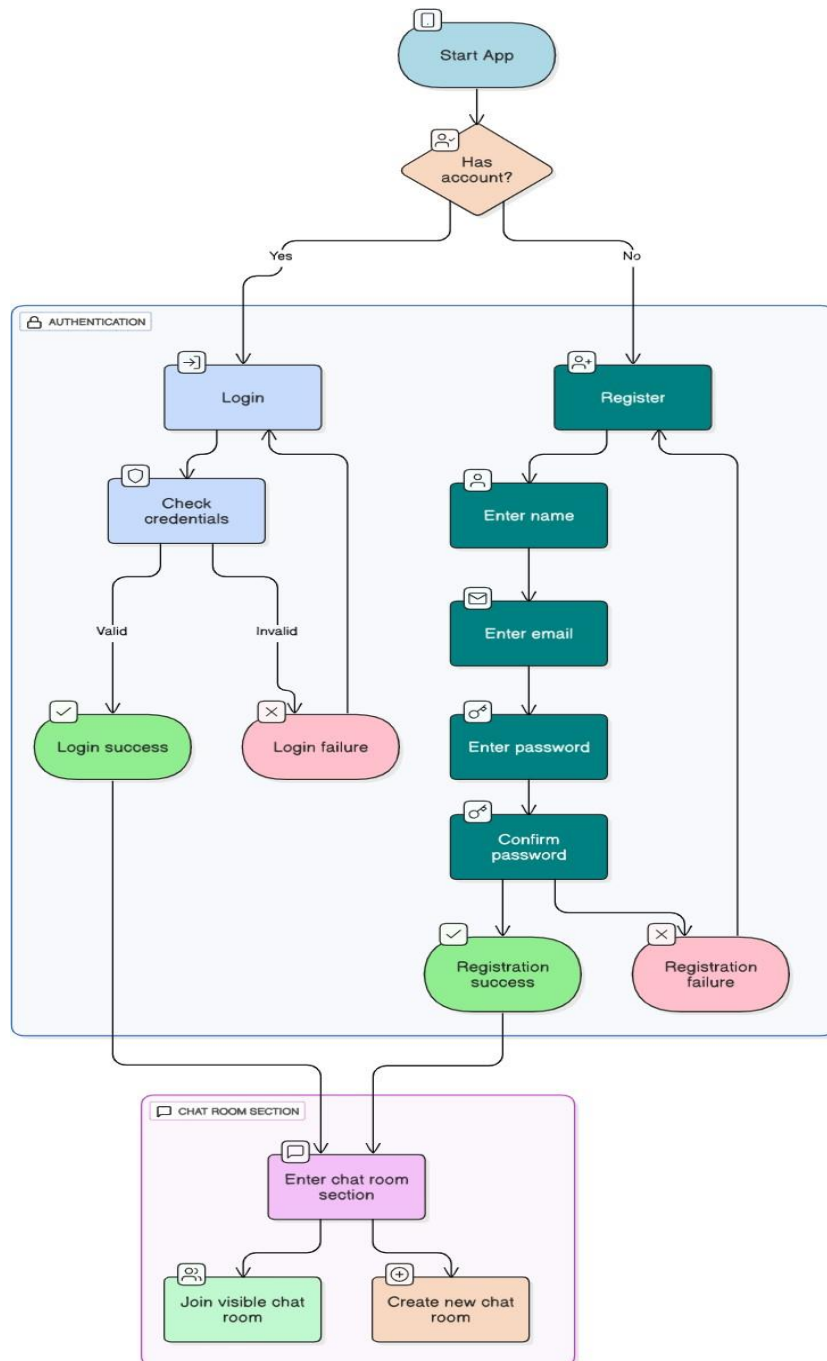 Start App
Has
account?
Yes
No
AUTHENTICATION
Login
Register
Check
credentials
Enter name
Valid
Invalid
Enter email
Login success
Login failure
Enter password
Confirm
password
Registration
success
Registration
failure
CHAT ROOM SECTION
Enter chat room
section
Join visible chat
room
Create new chat
room